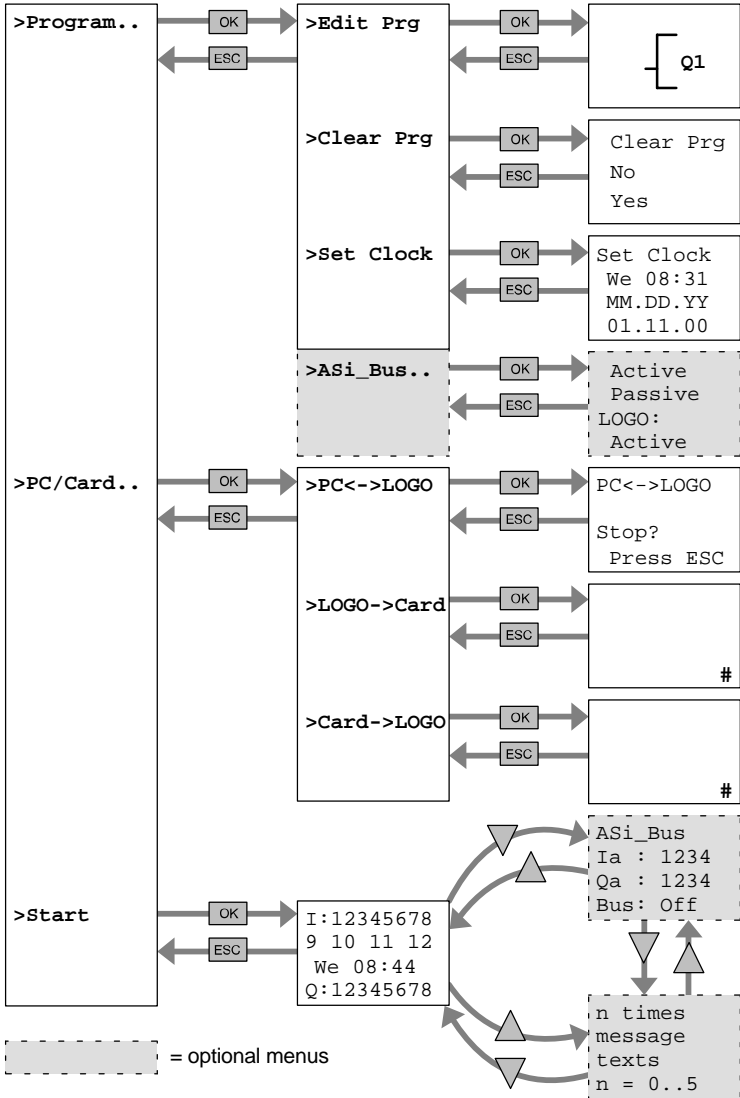 >Program..
OK
ESC
>Edit Prg
OK
ESC
Q1
>Clear Prg
OK
ESC
Clear Prg
No
Yes
>Set Clock
OK
ESC
Set Clock
We 08:31
MM.DD.YY
01.11.00
>ASi_Bus..
OK
ESC
Active
Passive
LOGO:
Active
>PC/Card..
OK
ESC
>PC<->LOGO
OK
ESC
PC<->LOGO
Stop?
Press ESC
>LOGO->Card
OK
ESC
#
>Card->LOGO
OK
ESC
#
>Start
OK
ESC
I:12345678
9 10 11 12
We 08:44
Q:12345678
ASi_Bus
Ia : 1234
Qa : 1234
Bus: Off
n times
message
texts
n = 0..5
= optional menus